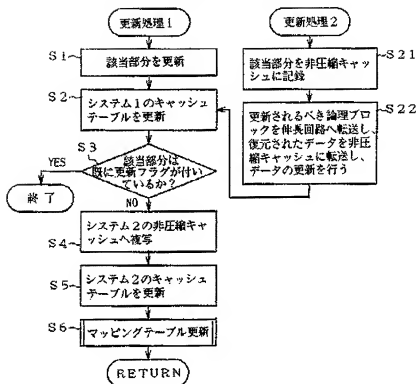 更新処理1
S1
該当部分を更新
S2
システム1のキャッシュ
テーブルを更新
S3
YES
該当部分は
既に更新フラグが付い
ているか?
終了
NO
S4
システム2の非圧縮キャ
ッシュへ複写
S5
システム2のキャッシュ
テーブルを更新
S6
マッピングテーブル更新
RETURN
更新処理2
S21
該当部分を非圧縮キャッ
シュに記録
S22
更新されるべき論理ブロッ
クを伸長回路へ転送し、
復元されたデータを非圧
縮キャッシュに転送し、
データの更新を行う